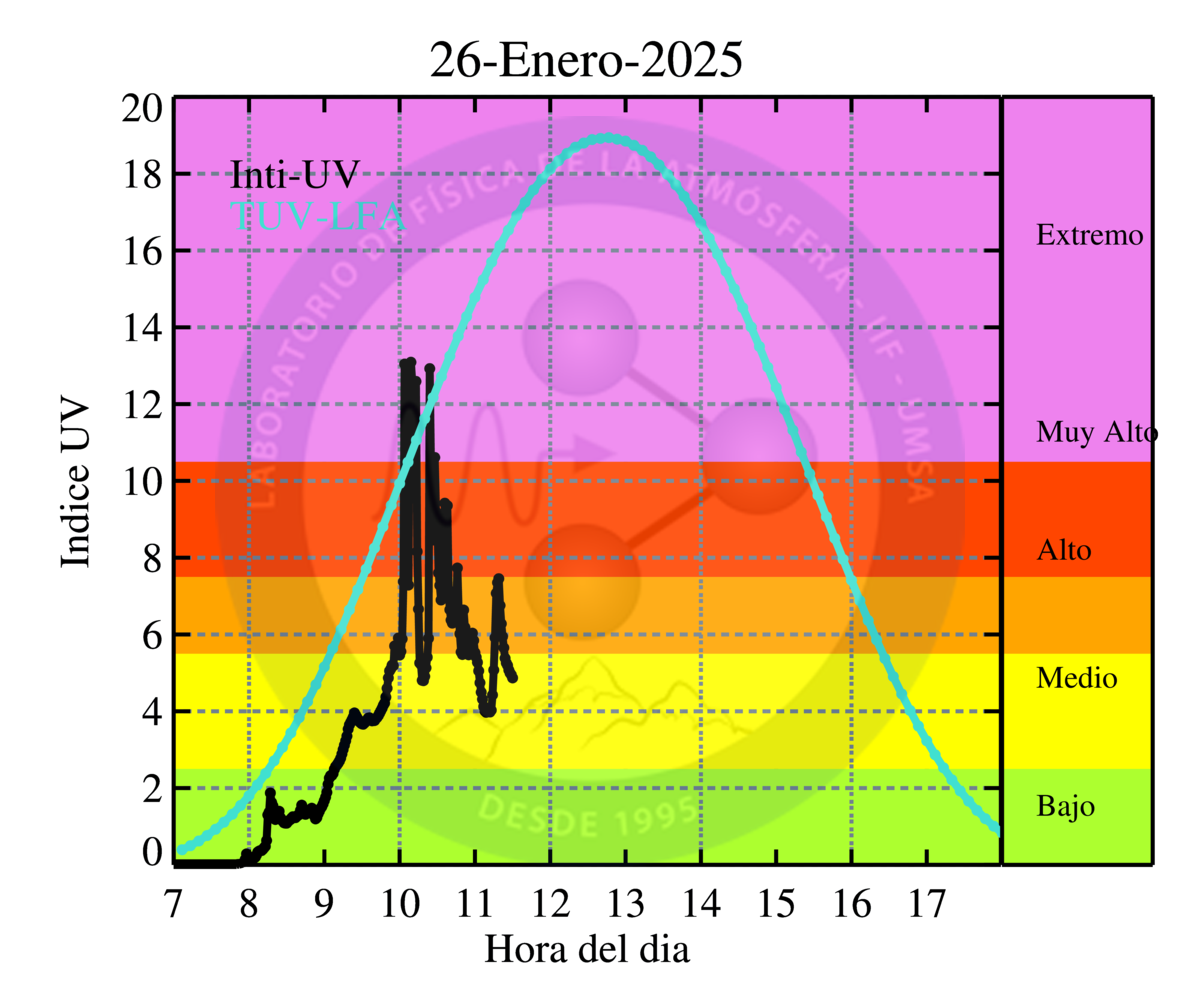 26-Enero-2025
20
18
16
14
12
10
8
6
4
2
0
Indice UV
Inti-UV
TUV-LFA
LABORATORIO DE FÍSICA DE LA ATMÓSFERA - IIF - UMSA
DESDE 1995
Extremo
Muy Alto
Alto
Medio
Bajo
7 8 9 10 11 12 13 14 15 16 17
Hora del dia